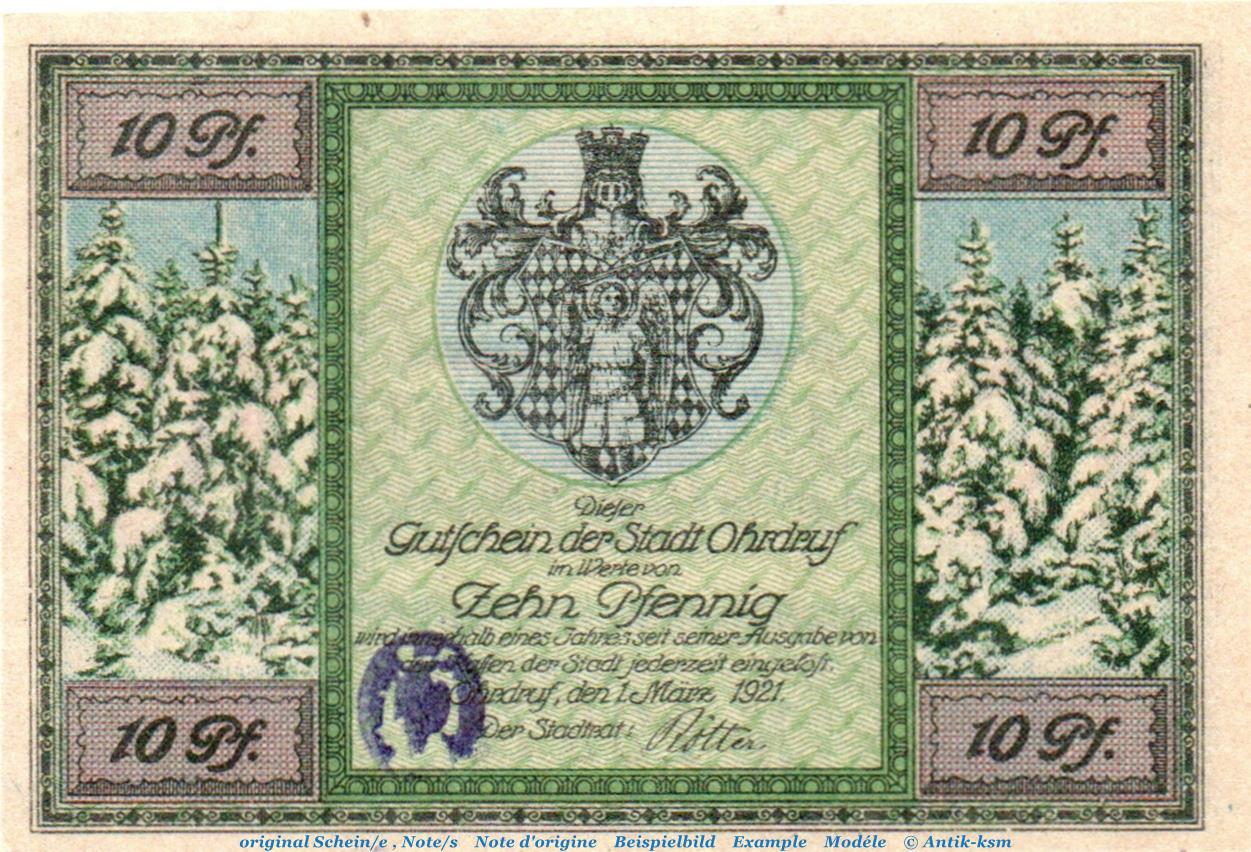 10 Pf.
10 Pf.
Dieser
Gutschein der Stadt Ohrdruf
im Werte von
Zehn Pfennig
wird innerhalb eines Jahres seit seiner Ausgabe von
den Kassen der Stadt jederzeit eingelöst.
Ohrdruf, den 1. März 1921.
Der Stadtrat: Rötter
10 Pf.
10 Pf.
original Schein/e , Note/s Note d'origine Beispielbild Example Modéle © Antik-ksm